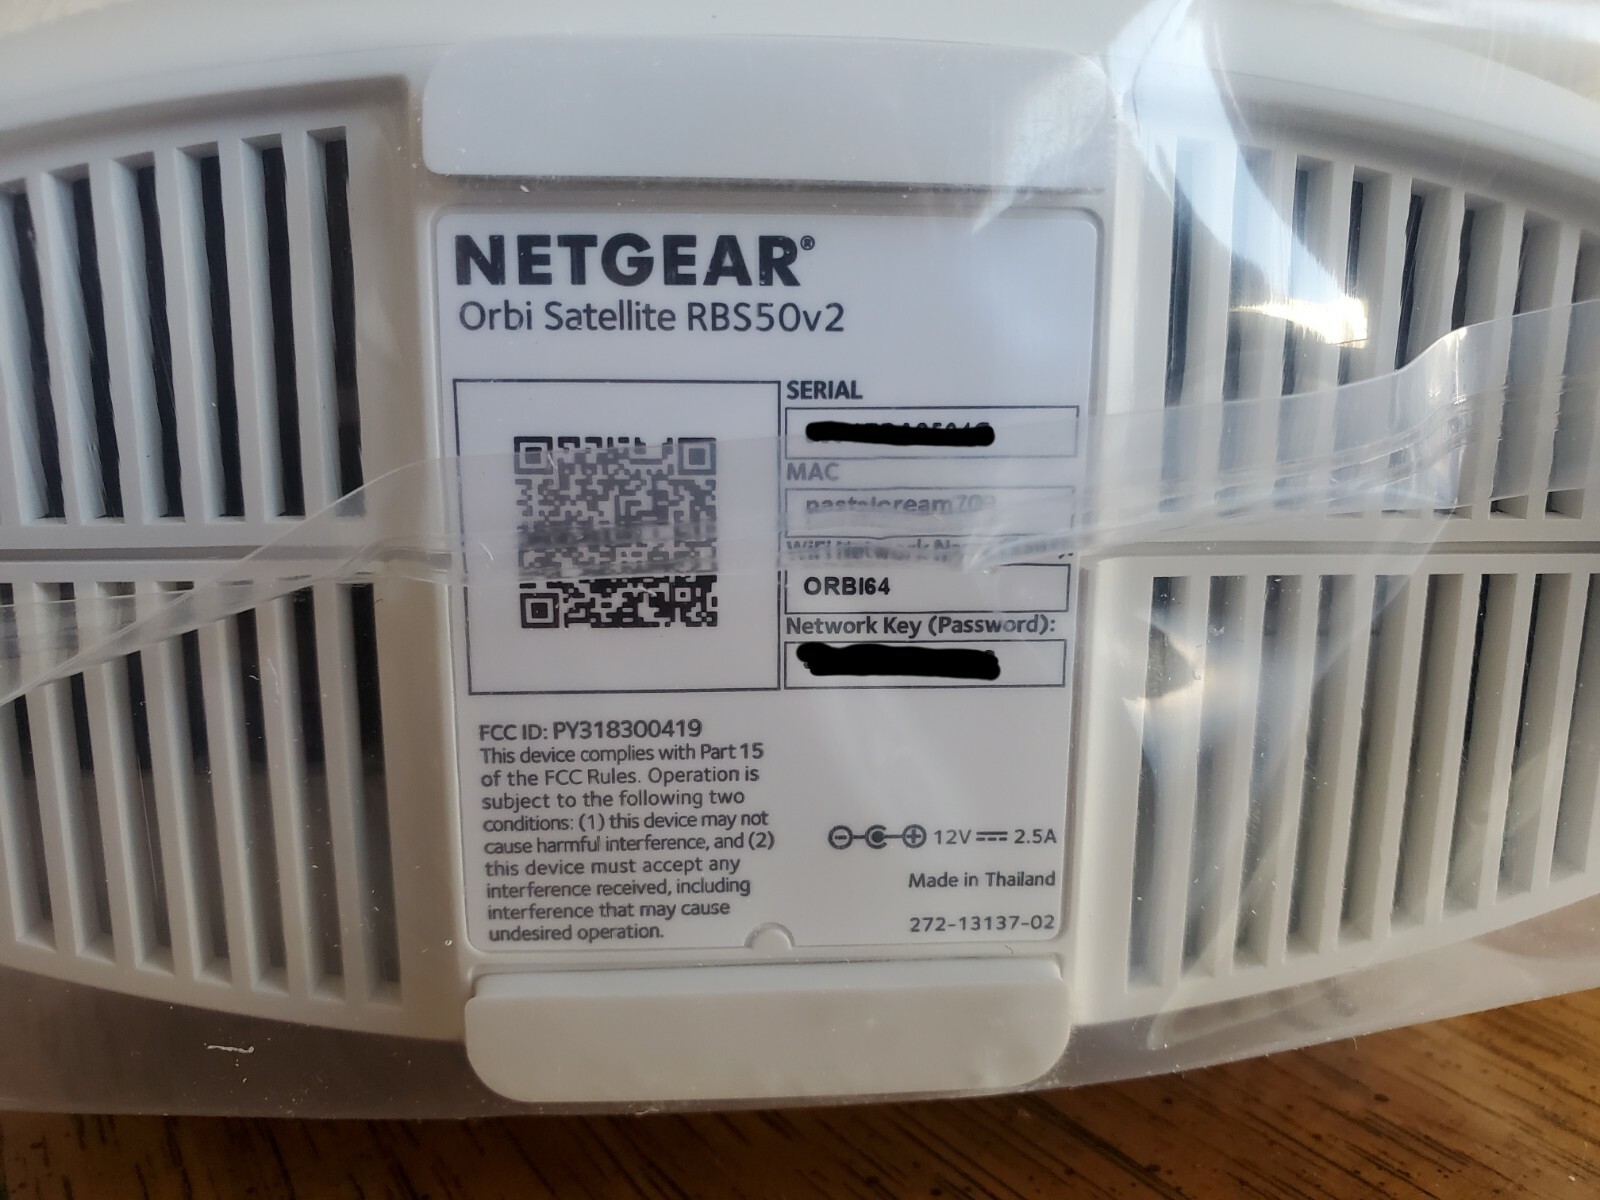 NETGEAR®
Orbi Satellite RBS50v2
SERIAL
MAC
WiFi Network
ORBI64
Network Key (Password):
FCC ID: PY318300419
This device complies with Part 15
of the FCC Rules. Operation is
subject to the following two
conditions: (1) this device may not
cause harmful interference, and (2)
this device must accept any
interference received, including
interference that may cause
undesired operation.
12V 2.5A
Made in Thailand
272-13137-02